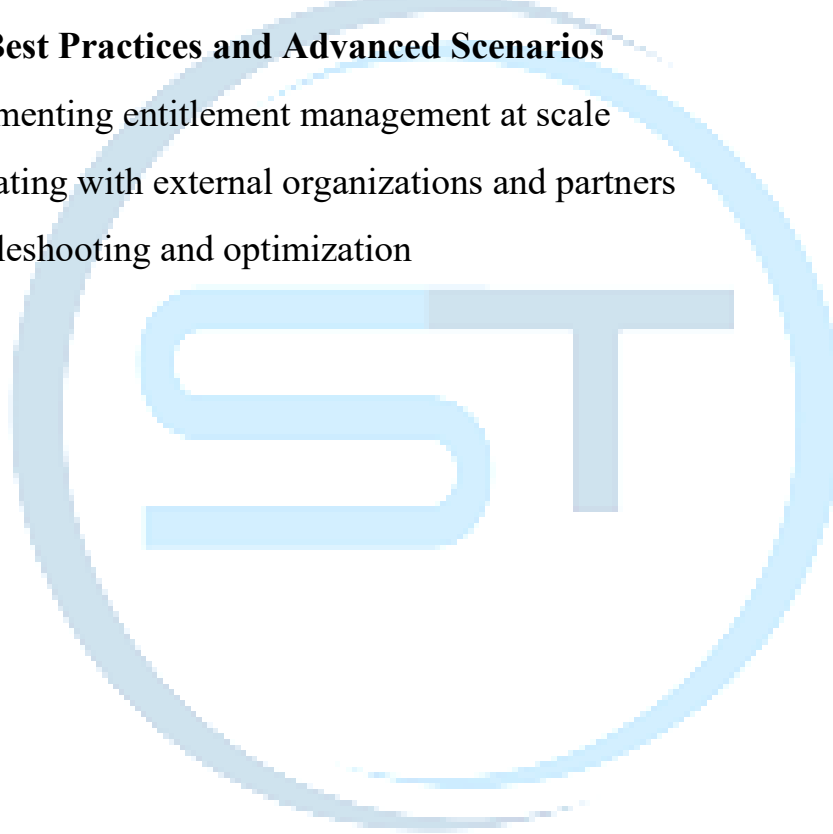 Best Practices and Advanced Scenarios
menting entitlement management at scale
ating with external organizations and partners
leshooting and optimization
ST